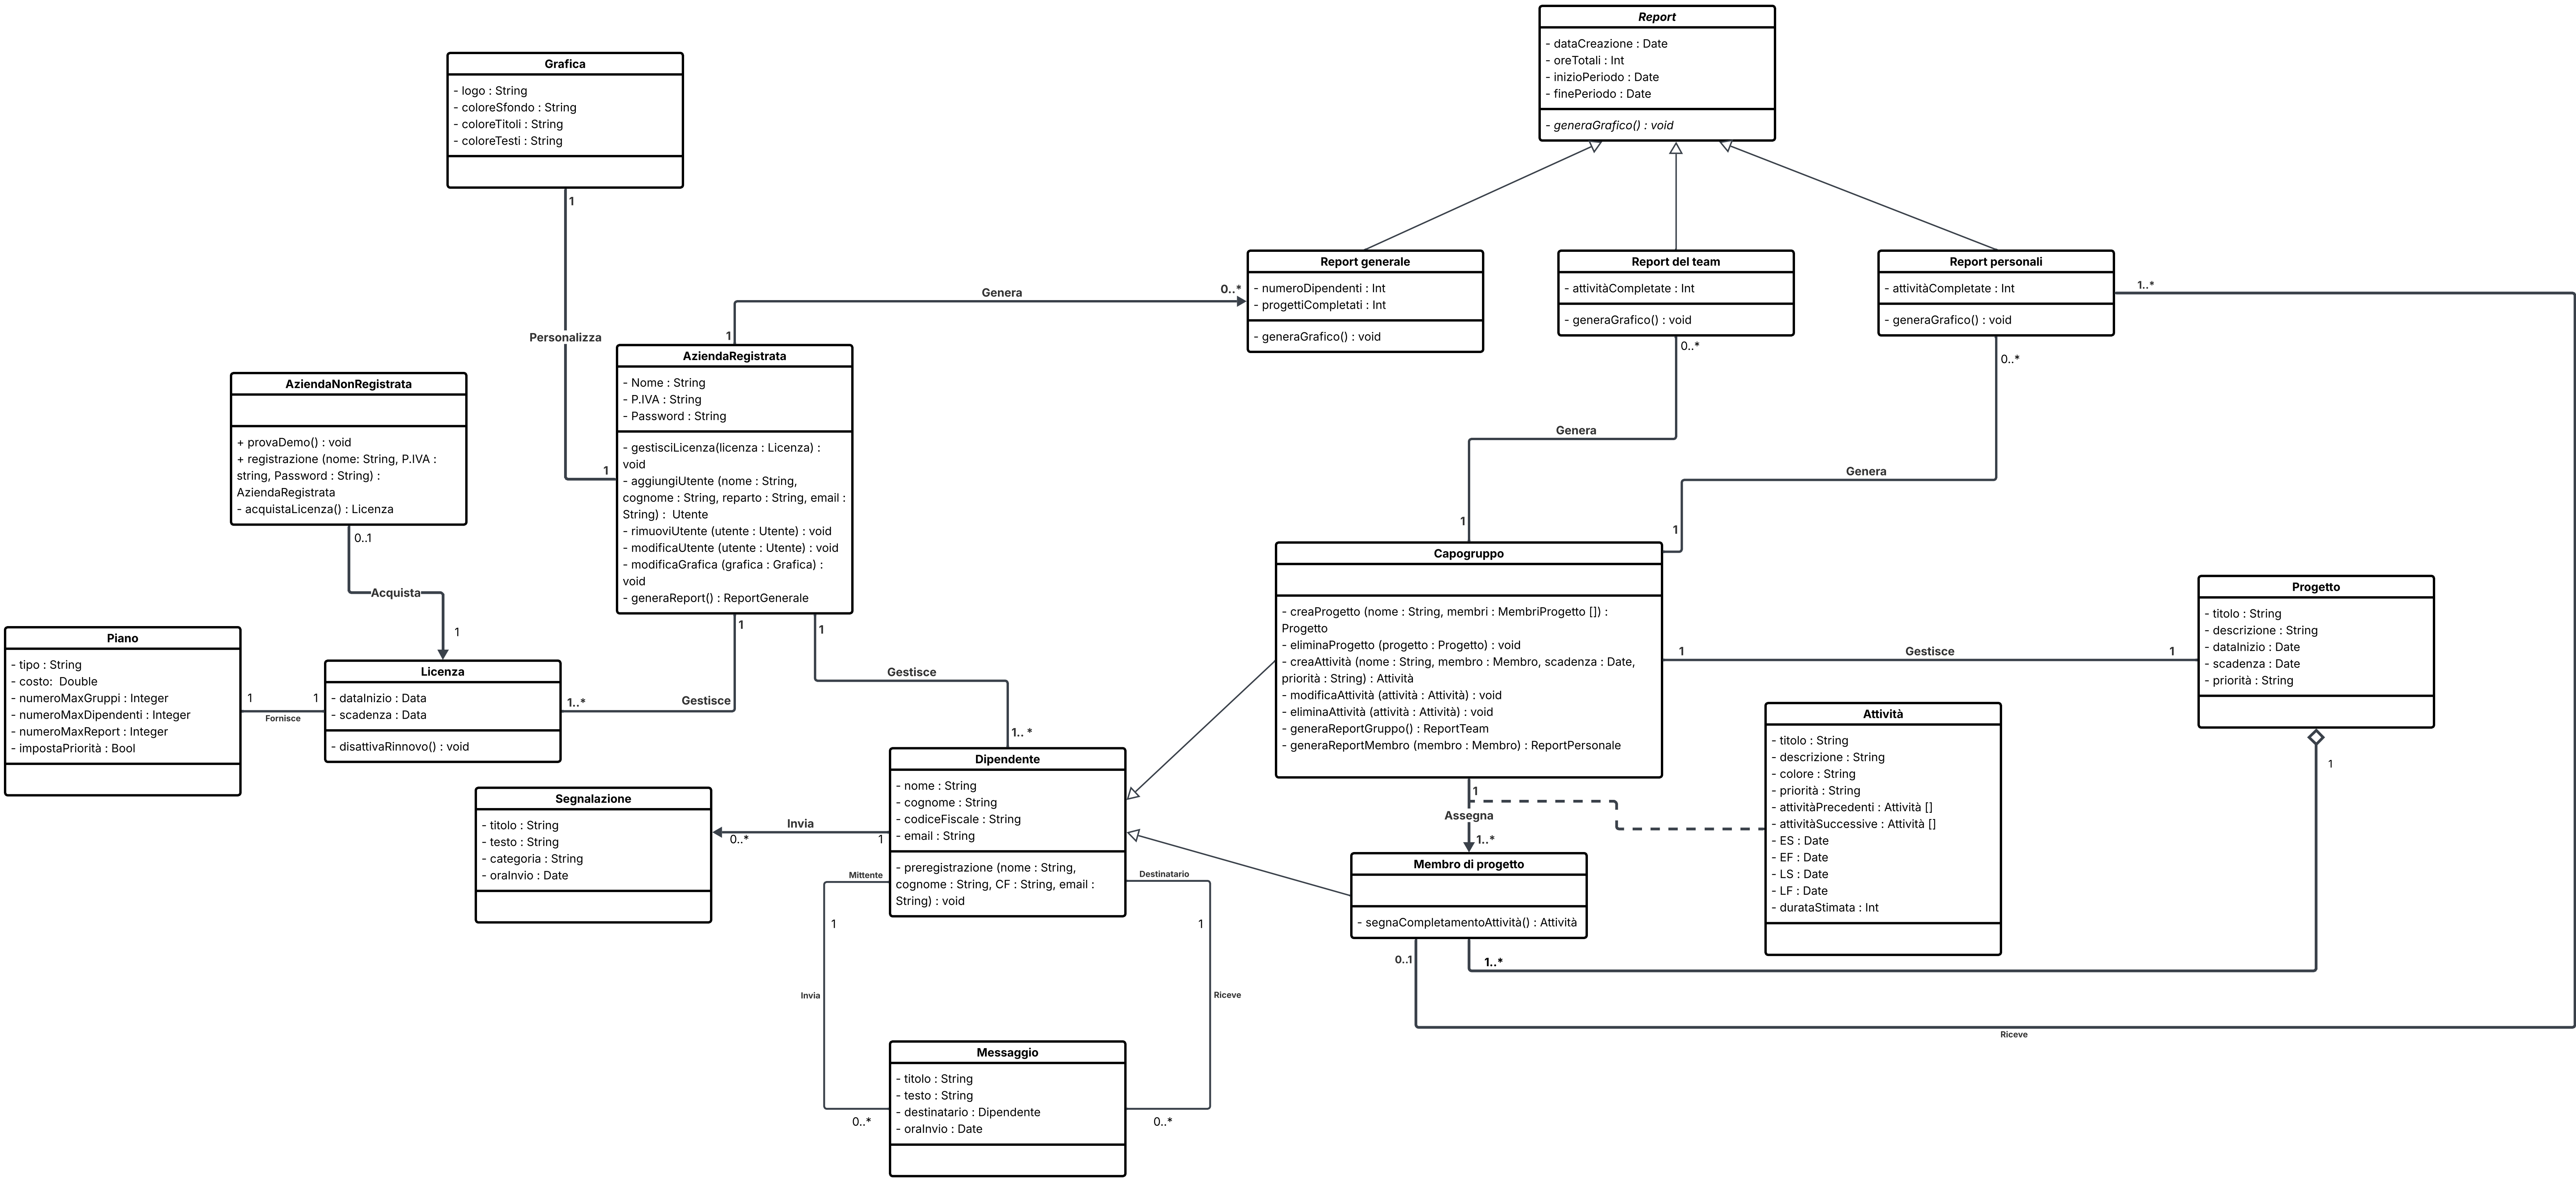 Report
- dataCreazione : Date
- oreTotali : Int
- inizioPeriodo : Date
- finePeriodo : Date
- generaGrafico() : void
Grafica
- logo : String
- coloreSfondo : String
- coloreTitoli : String
- coloreTesti : String
1
Personalizza
1
Report generale
- numeroDipendenti : Int
- progettiCompletati : Int
- generaGrafico() : void
Report del team
- attivitàCompletate : Int
- generaGrafico() : void
Report personali
- attivitàCompletate : Int
- generaGrafico() : void
1..*
0..*
Genera
1
0..*
0..*
Genera
1
Genera
1
AziendaRegistrata
- Nome : String
- P.IVA : String
- Password : String
- gestisciLicenza(licenza : Licenza) :
void
- aggiungiUtente (nome : String,
cognome : String, reparto : String, email :
String) :  Utente
- rimuoviUtente (utente : Utente) : void
- modificaUtente (utente : Utente) : void
- modificaGrafica (grafica : Grafica) :
void
- generaReport() : ReportGenerale
AziendaNonRegistrata
+ provaDemo() : void
+ registrazione (nome: String, P.IVA :
string, Password : String) :
AziendaRegistrata
- acquistaLicenza() : Licenza
0..1
Acquista
1
Piano
- tipo : String
- costo:  Double
- numeroMaxGruppi : Integer
- numeroMaxDipendenti : Integer
- numeroMaxReport : Integer
- impostaPriorità : Bool
1
Fornisce
1
Licenza
- dataInizio : Data
- scadenza : Data
- disattivaRinnovo() : void
1..*
Gestisce
1
1
Gestisce
1.. *
Capogruppo
- creaProgetto (nome : String, membri : MembriProgetto []) :
Progetto
- eliminaProgetto (progetto : Progetto) : void
- creaAttività (nome : String, membro : Membro, scadenza : Date,
priorità : String) : Attività
- modificaAttività (attività : Attività) : void
- eliminaAttività (attività : Attività) : void
- generaReportGruppo() : ReportTeam
- generaReportMembro (membro : Membro) : ReportPersonale
1
Gestisce
1
Progetto
- titolo : String
- descrizione : String
- dataInizio : Date
- scadenza : Date
- priorità : String
1
Attività
- titolo : String
- descrizione : String
- colore : String
- priorità : String
- attivitàPrecedenti : Attività []
- attivitàSuccessive : Attività []
- ES : Date
- EF : Date
- LS : Date
- LF : Date
- durataStimata : Int
1
Assegna
1..*
Membro di progetto
- segnaCompletamentoAttività() : Attività
0..1
1..*
Riceve
Segnalazione
- titolo : String
- testo : String
- categoria : String
- oraInvio : Date
0..*
Invia
1
Dipendente
- nome : String
- cognome : String
- codiceFiscale : String
- email : String
- preregistrazione (nome : String,
cognome : String, CF : String, email :
String) : void
Mittente
1
Invia
0..*
Destinatario
1
Riceve
0..*
Messaggio
- titolo : String
- testo : String
- destinatario : Dipendente
- oraInvio : Date